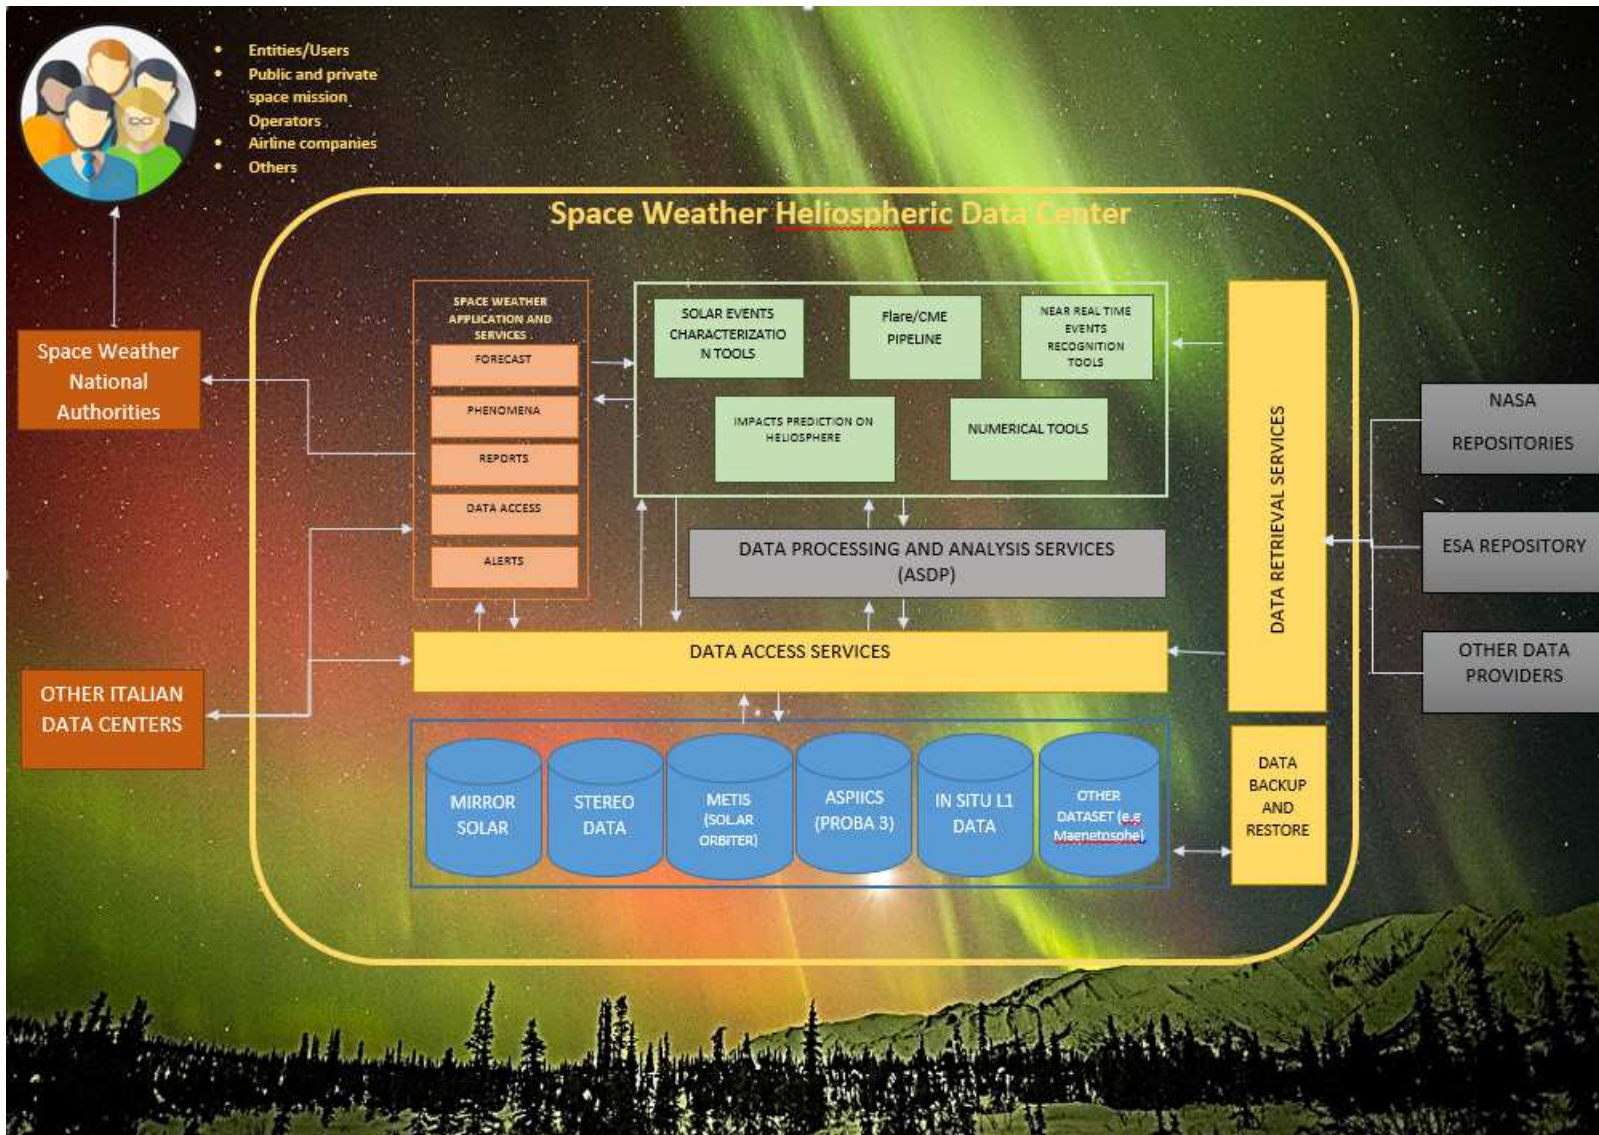 Entities/Users
Public and private
space mission
Operators
Airline companies
Others
Space Weather Heliospheric Data Center
SPACE WEATHER
APPLICATION AND
SERVICES .
FORECAST
PHENOMENA
REPORTS
DATA ACCESS
ALERTS
SOLAR EVENTS
CHARACTERIZATIO
N TOOLS
Flare/CME
PIPELINE
NEAR REAL TIME
EVENTS
RECOGNITION
TOOLS
IMPACTS PREDICTION ON
HELIOSPHERE
NUMERICAL TOOLS
DATA PROCESSING AND ANALYSIS SERVICES
(ASDP)
DATA ACCESS SERVICES
DATA RETRIEVAL SERVICES
DATA
BACKUP
AND
RESTORE
Space Weather
National
Authorities
OTHER ITALIAN
DATA CENTERS
NASA
REPOSITORIES
ESA REPOSITORY
OTHER DATA
PROVIDERS
MIRROR
SOLAR
STEREO
DATA
METIS
(SOLAR
ORBITER)
ASPIICS
(PROBA 3)
IN SITU L1
DATA
OTHER
DATASET (e.g
Magnetosphe)